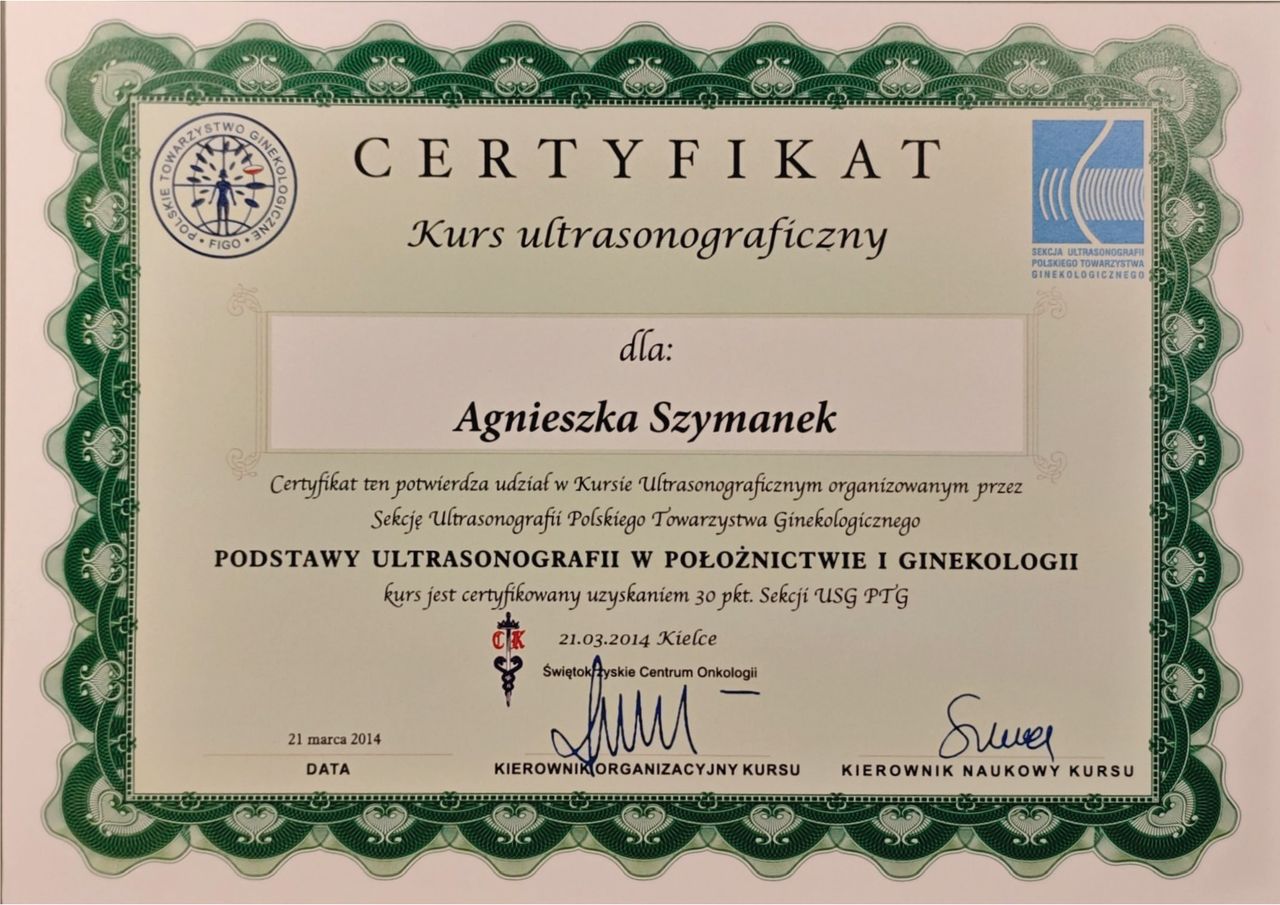 POLSKIE TOWARZYSTWO GINEKOLOGICZNE
• FIGO •
CERTYFIKAT
Kurs ultrasonograficzny
SEKCJA ULTRASONOGRAFII
POLSKIEGO TOWARZYSTWA
GINEKOLOGICZNEGO
dla:
Agnieszka Szymanek
Certyfikat ten potwierdza udział w Kursie Ultrasonograficznym organizowanym przez
Sekcję Ultrasonografii Polskiego Towarzystwa Ginekologicznego
PODSTAWY ULTRASONOGRAFII W POŁOŻNICTWIE I GINEKOLOGII
kurs jest certyfikowany uzyskaniem 30 pkt. Sekcji USG PTG
CK
21.03.2014 Kielce
Świętokrzyskie Centrum Onkologii
21 marca 2014
DATA
KIEROWNIK ORGANIZACYJNY KURSU
KIEROWNIK NAUKOWY KURSU